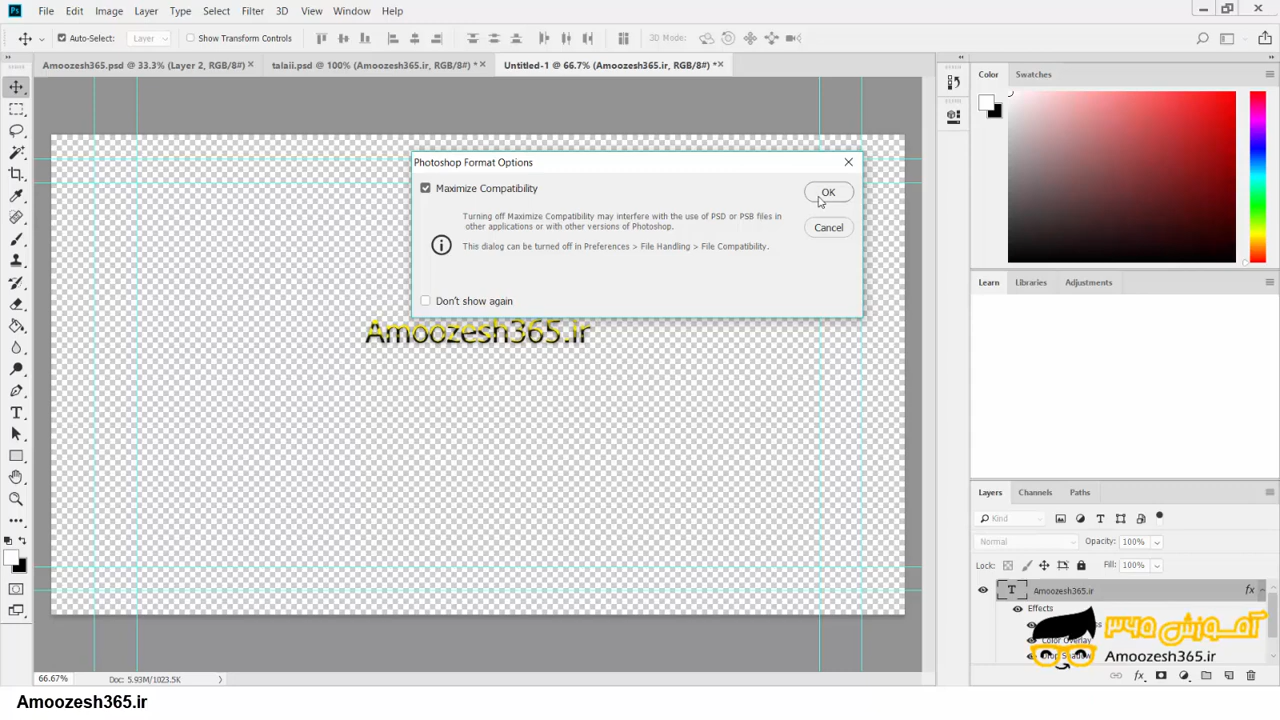 Ps File Edit Image Layer Type Select Filter 3D View Window Help
Auto-Select: Layer Show Transform Controls 3D Mode:
Amoozesh365.psd @ 33.3% (Layer 2, RGB/8#) * talaii.psd @ 100% (Amoozesh365.ir, RGB/8#) * Untitled-1 @ 66.7% (Amoozesh365.ir, RGB/8#) *
Color Swatches
Photoshop Format Options
Maximize Compatibility
OK
Turning off Maximize Compatibility may interfere with the use of PSD or PSB files in
other applications or with other versions of Photoshop.
Cancel
This dialog can be turned off in Preferences > File Handling > File Compatibility.
Don't show again
Learn Libraries Adjustments
Amoozesh365.ir
Layers Channels Paths
Kind
Normal Opacity: 100%
Lock: Fill: 100%
Amoozesh365.ir fx
Effects
Color Overlay
آموزش ۳۶۵
Amoozesh365.ir
66.67% Doc: 5.93M/1023.5K
Amoozesh365.ir